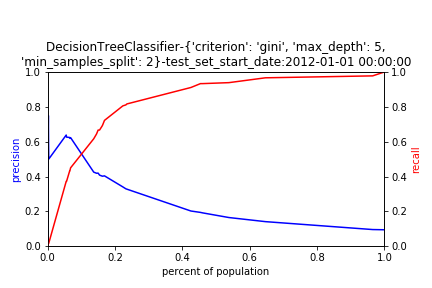 DecisionTreeClassifier-{'criterion': 'gini', 'max_depth': 5,
'min_samples_split': 2}-test_set_start_date:2012-01-01 00:00:00
1.0
0.8
0.6
0.4
0.2
0.0
precision
1.0
0.8
0.6
0.4
0.2
0.0
recall
0.0 0.2 0.4 0.6 0.8 1.0
percent of population